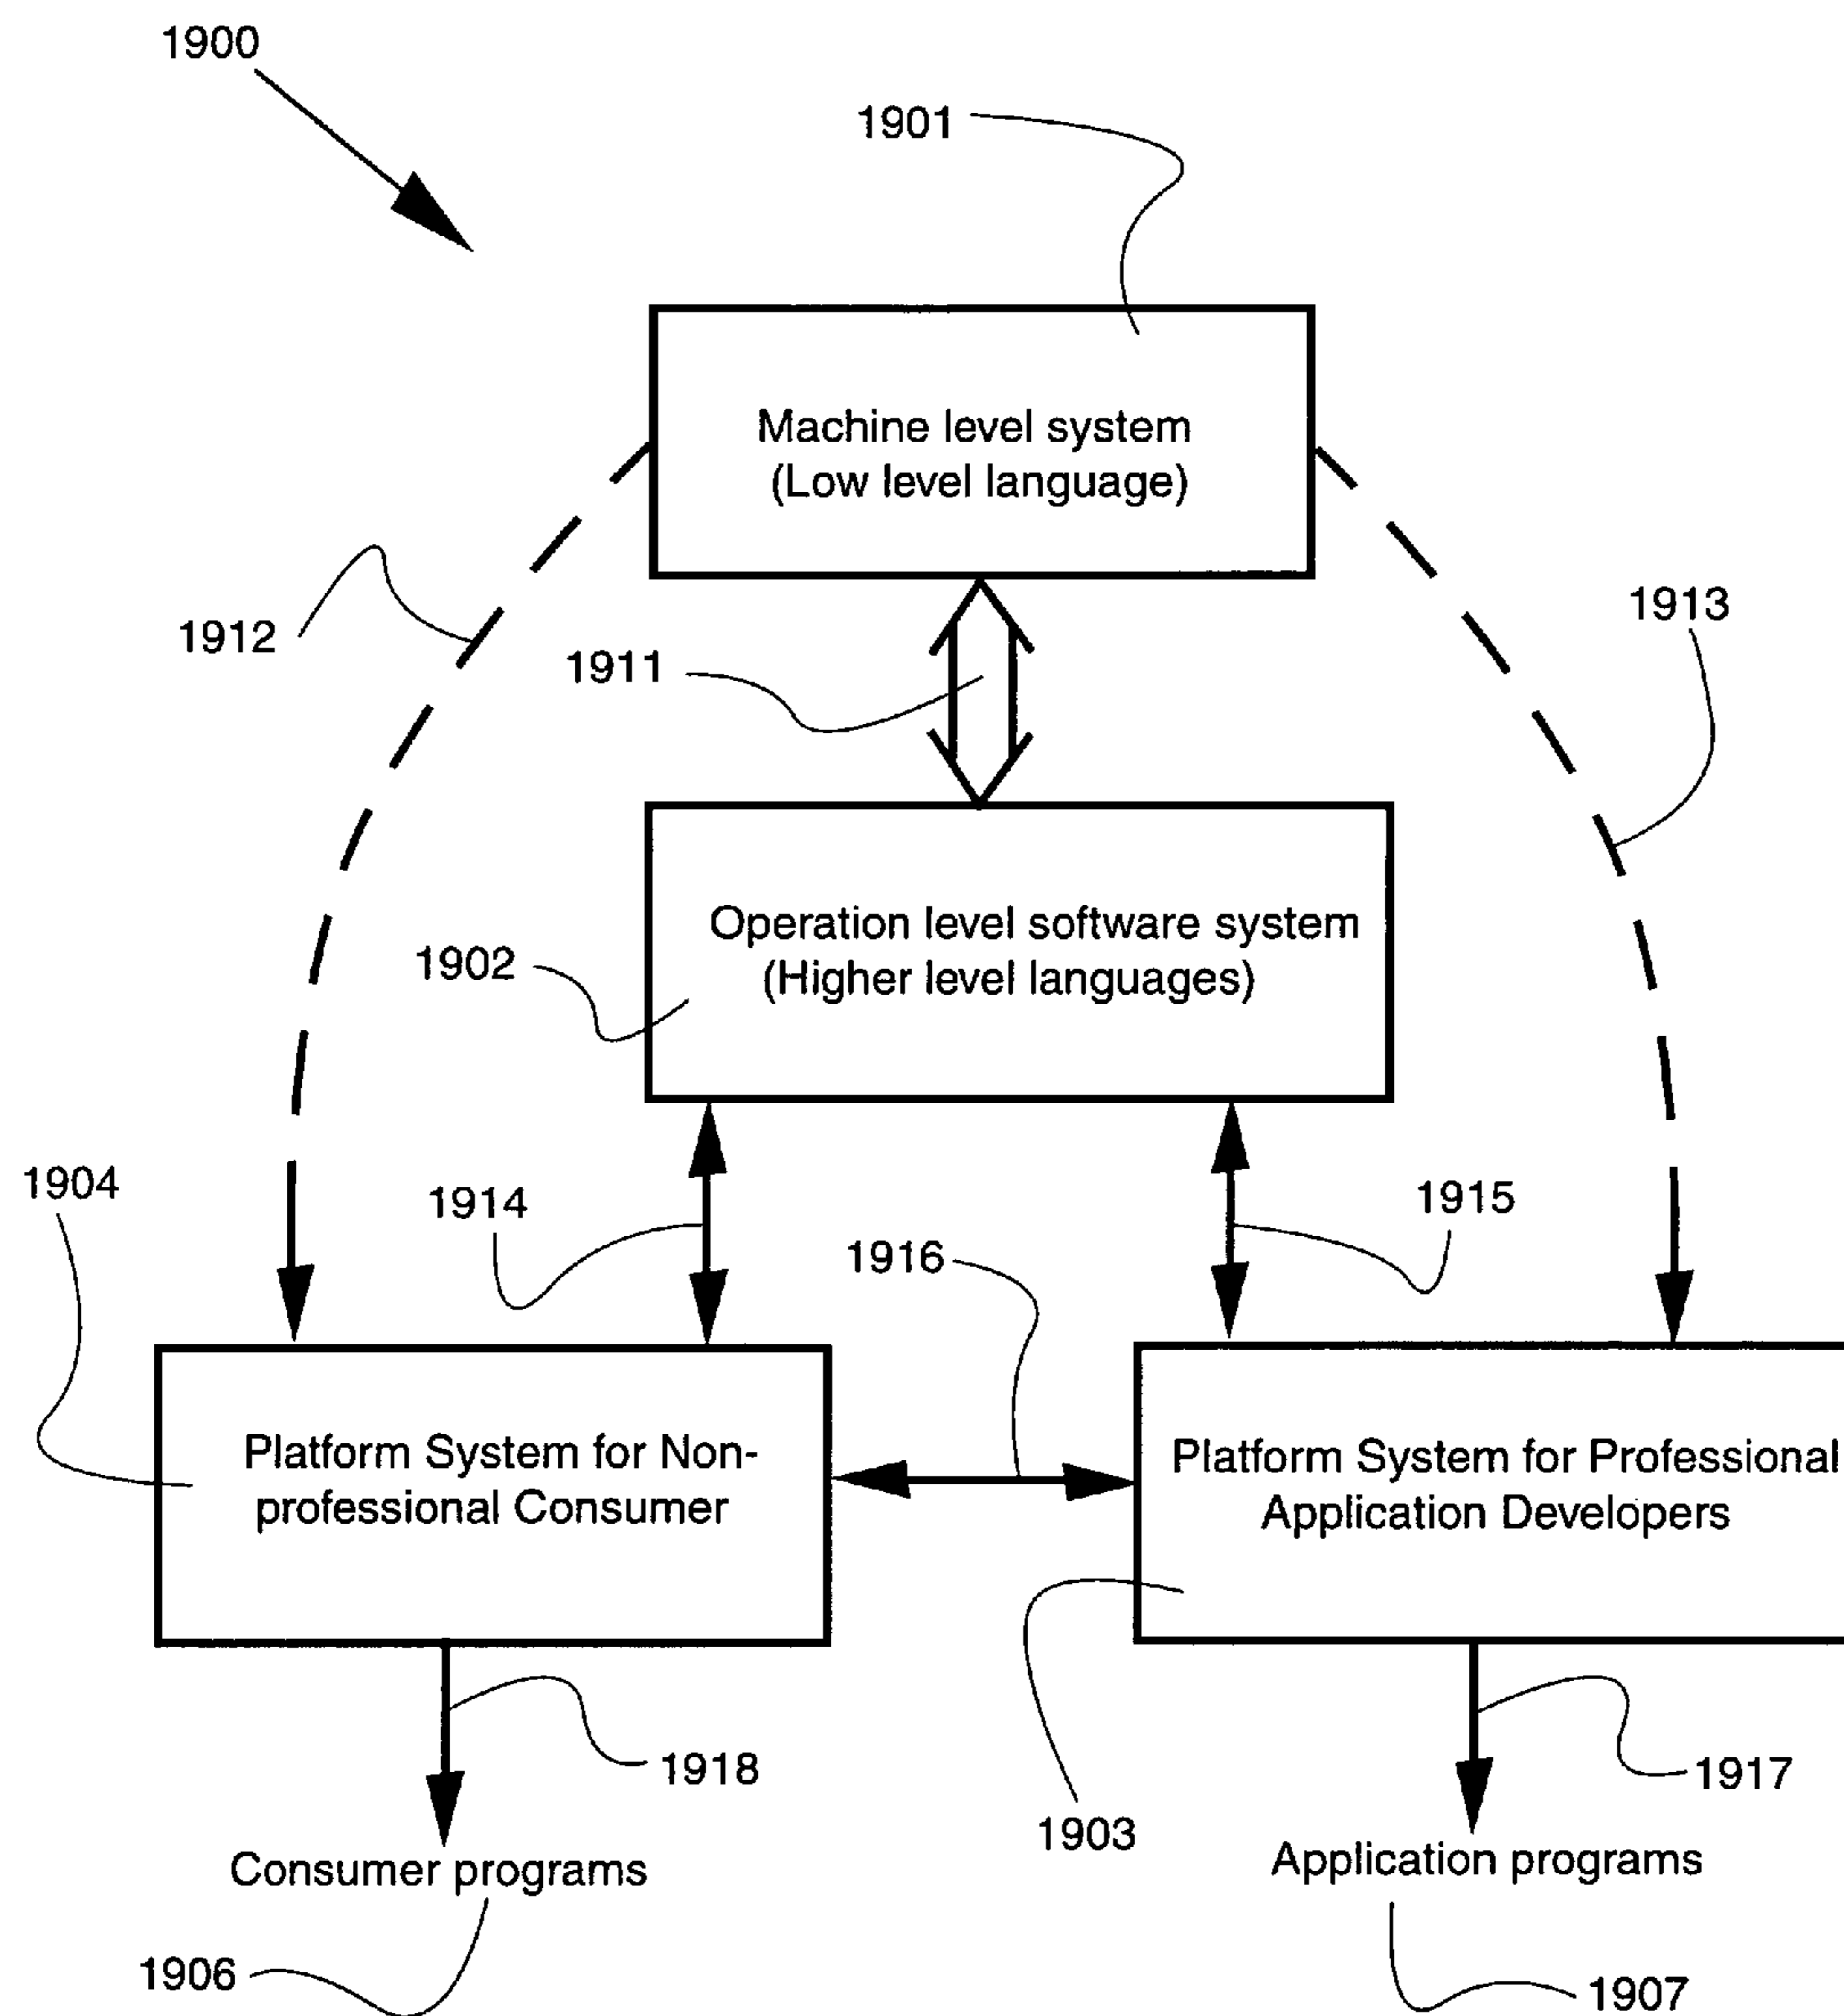 1900
1901
Machine level system
(Low level language)
1912
1911
1913
Operation level software system
(Higher level languages)
1902
1904
1914
1915
1916
Platform System for Non-
professional Consumer
Platform System for Professional
Application Developers
1918
1917
1903
Consumer programs
Application programs
1906
1907